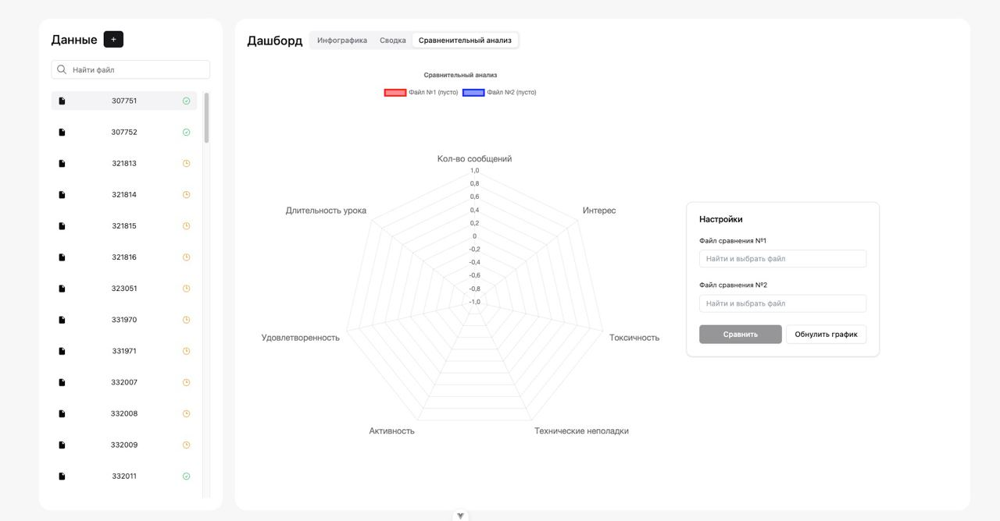 Данные
+
Найти файл
307751
307752
321813
321814
321815
321816
323051
331970
331971
332007
332008
332009
332011
Дашборд
Инфографика
Сводка
Сравненительный анализ
Сравнительный анализ
Файл №1 (пусто)
Файл №2 (пусто)
Кол-во сообщений
1,0
0,8
0,6
0,4
0,2
0
-0,2
-0,4
-0,6
-0,8
-1,0
Интерес
Токсичность
Технические неполадки
Активность
Удовлетворенность
Длительность урока
Настройки
Файл сравнения №1
Найти и выбрать файл
Файл сравнения №2
Найти и выбрать файл
Сравнить
Обнулить график